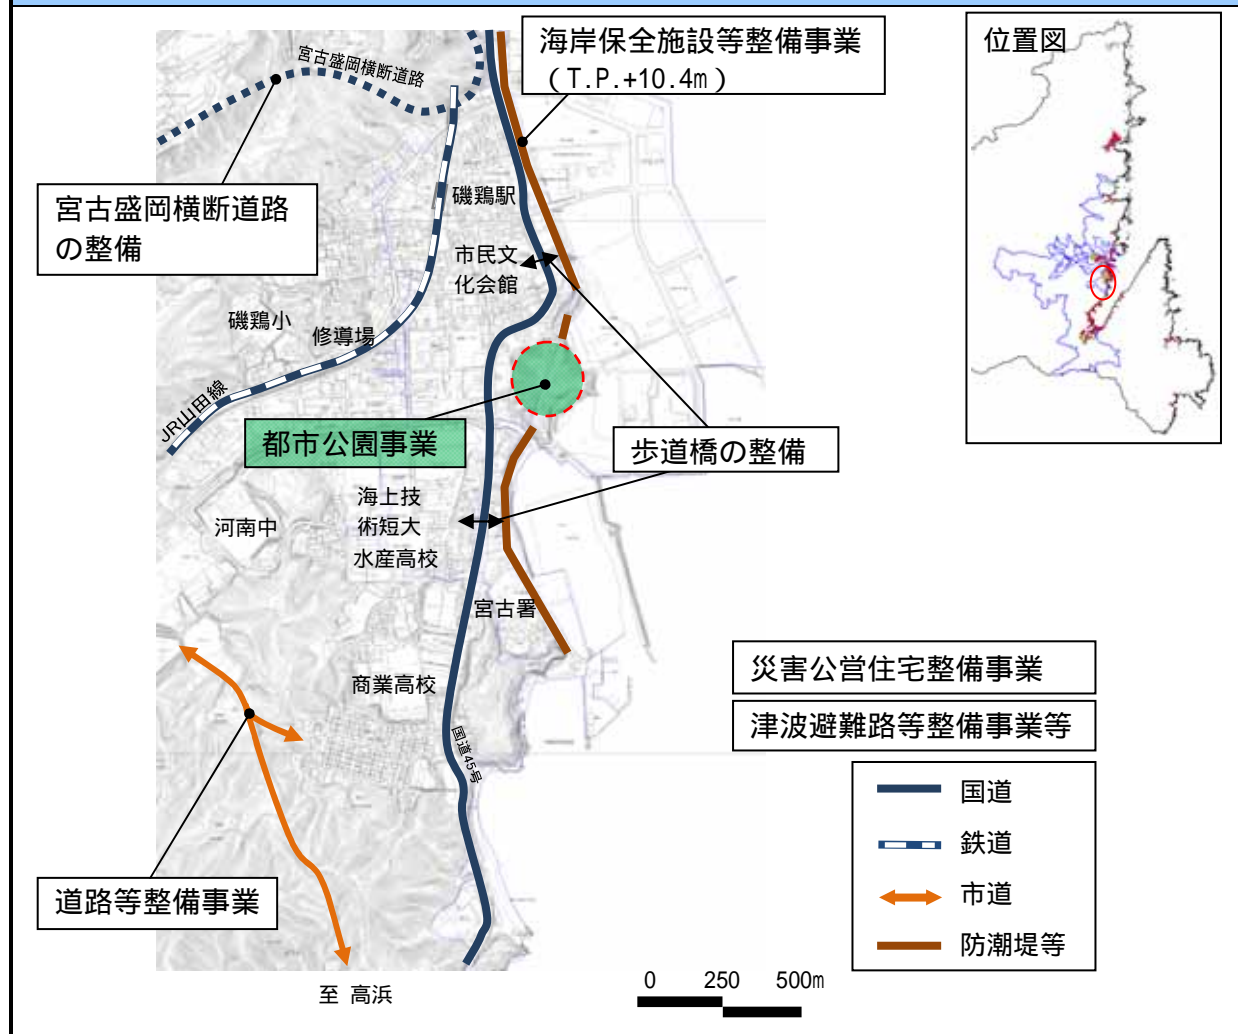 海岸保全施設等整備事業
（T.P.+10.4m）
位置図
宮古盛岡横断道路
宮古盛岡横断道路
の整備
磯鶏駅
市民文
化会館
磯鶏小
修導場
JR山田線
都市公園事業
歩道橋の整備
海上技
術短大
水産高校
河南中
宮古署
商業高校
国道45号
災害公営住宅整備事業
津波避難路等整備事業等
国道
鉄道
市道
防潮堤等
道路等整備事業
至 高浜
0 250 500m